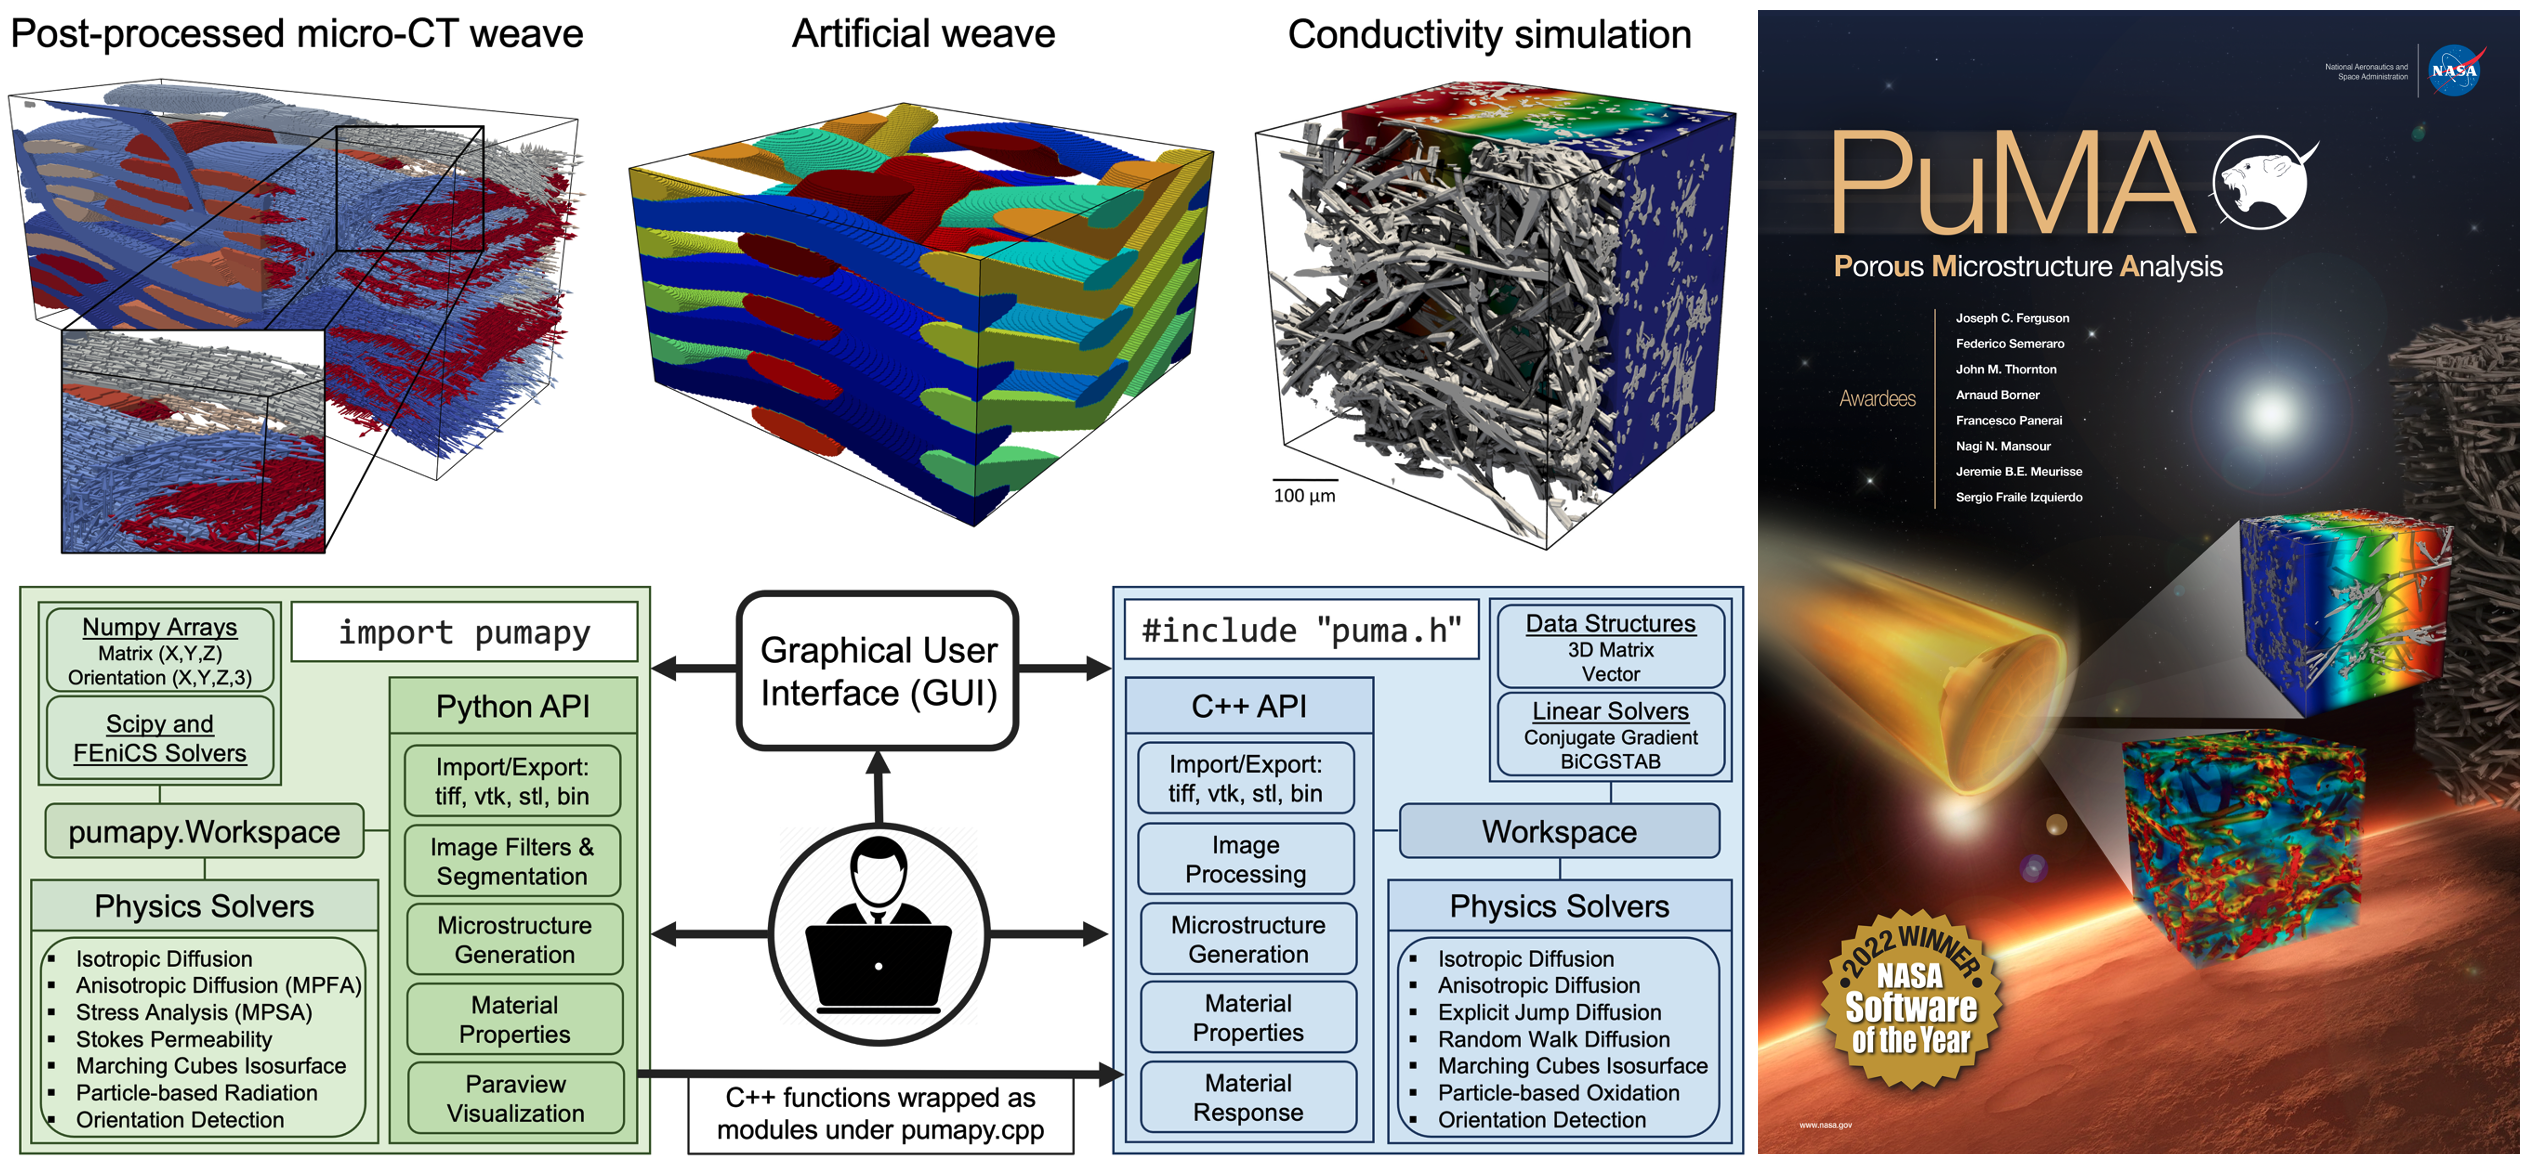 Post-processed micro-CT weave
Artificial weave
Conductivity simulation
100 µm
Numpy Arrays
Matrix (X,Y,Z)
Orientation (X,Y,Z,3)
Scipy and
FEniCS Solvers
import pumapy
pumapy.Workspace
Physics Solvers
▪ Isotropic Diffusion
▪ Anisotropic Diffusion (MPFA)
▪ Stress Analysis (MPSA)
▪ Stokes Permeability
▪ Marching Cubes Isosurface
▪ Particle-based Radiation
▪ Orientation Detection
Python API
Import/Export:
tiff, vtk, stl, bin
Image Filters &
Segmentation
Microstructure
Generation
Material
Properties
Paraview
Visualization
Graphical User
Interface (GUI)
C++ functions wrapped as
modules under pumapy.cpp
#include "puma.h"
C++ API
Import/Export:
tiff, vtk, stl, bin
Image
Processing
Microstructure
Generation
Material
Properties
Material
Response
Data Structures
3D Matrix
Vector
Linear Solvers
Conjugate Gradient
BiCGSTAB
Workspace
Physics Solvers
▪ Isotropic Diffusion
▪ Anisotropic Diffusion
▪ Explicit Jump Diffusion
▪ Random Walk Diffusion
▪ Marching Cubes Isosurface
▪ Particle-based Oxidation
▪ Orientation Detection
National Aeronautics and
Space Administration
NASA
PuMA
Porous Microstructure Analysis
Awardees
Joseph C. Ferguson
Federico Semeraro
John M. Thornton
Arnaud Borner
Francesco Panerai
Nagi N. Mansour
Jeremie B.E. Meurisse
Sergio Fraile Izquierdo
2022 WINNER
NASA
Software
of the Year
www.nasa.gov